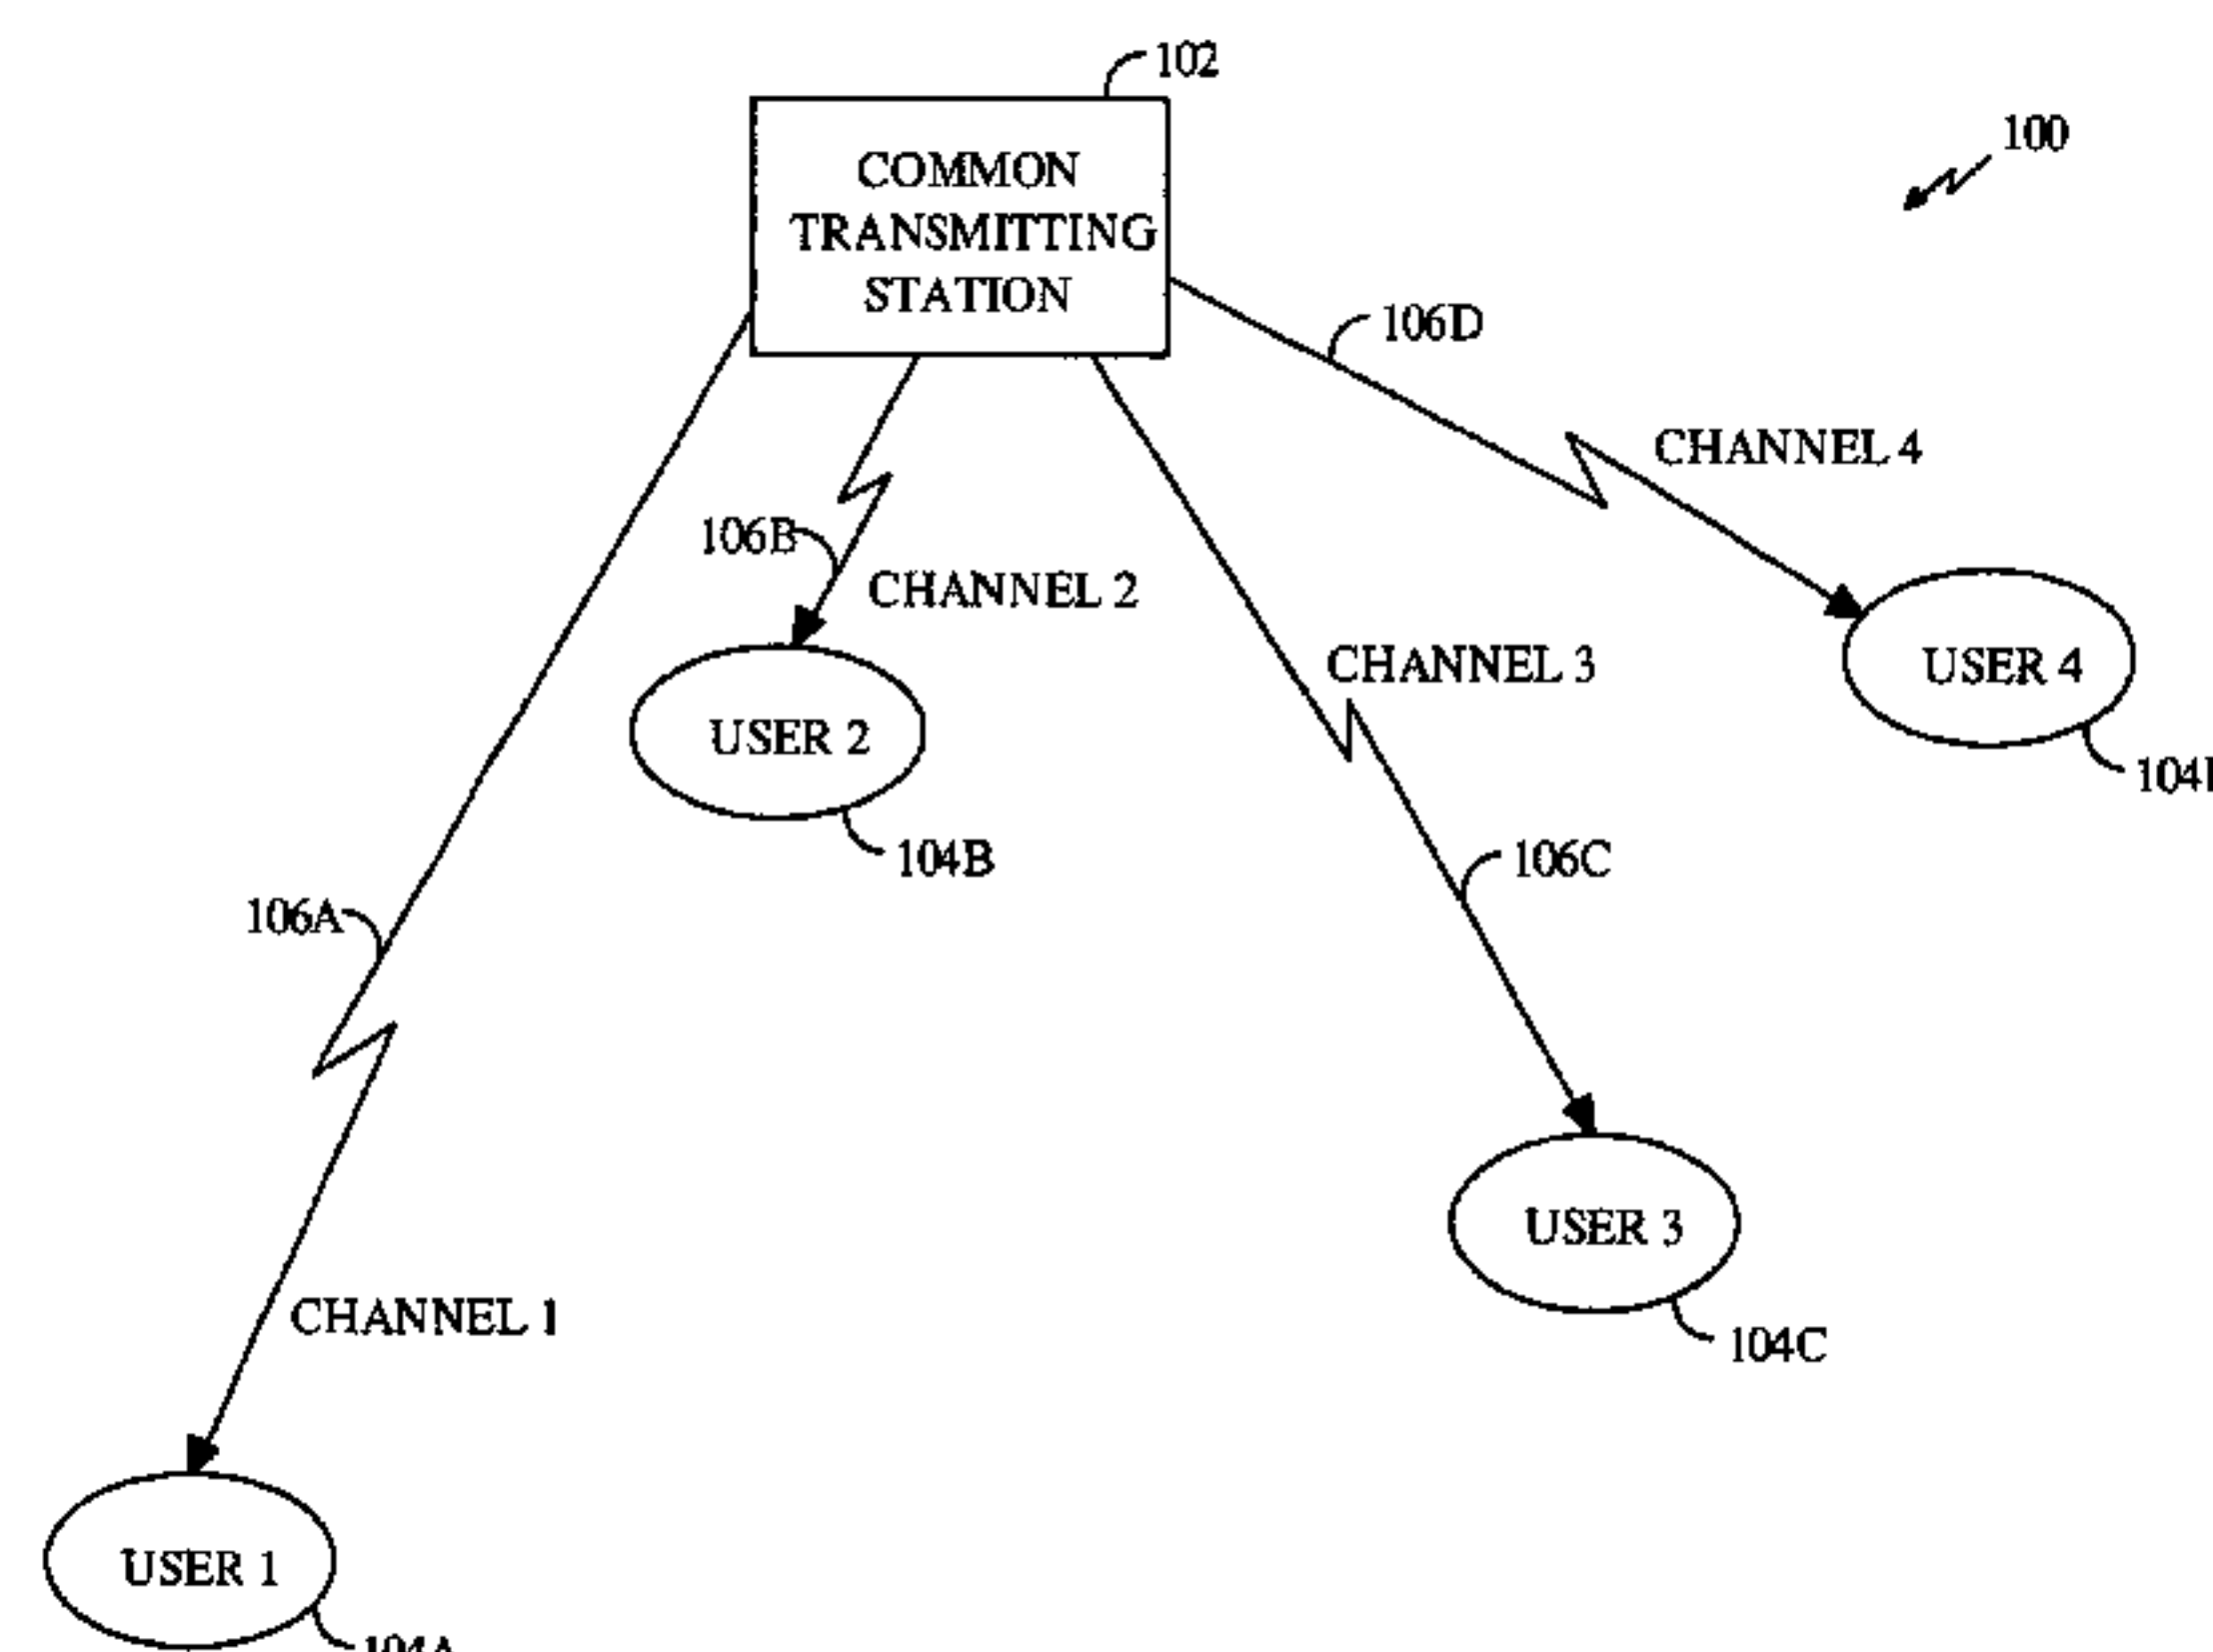 102
100
COMMON
TRANSMITTING
STATION
106D
CHANNEL 4
106B
CHANNEL 2
CHANNEL 3
USER 4
USER 2
104B
106C
106A
USER 3
CHANNEL 1
104C
USER 1